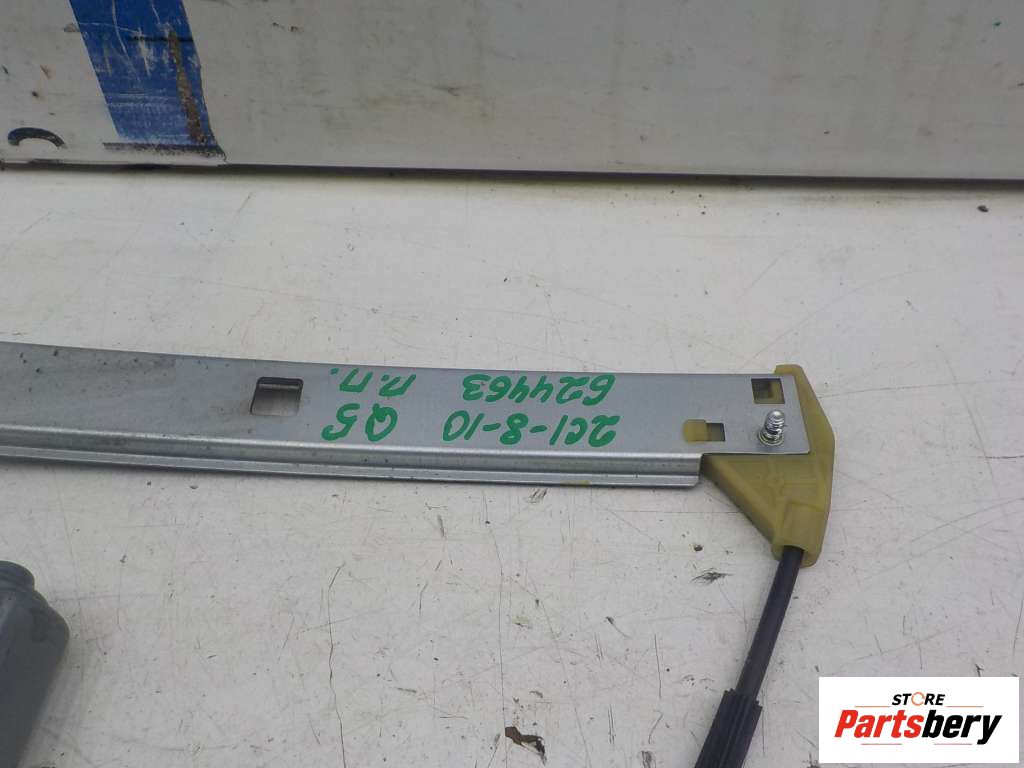 2C1-8-10 Q5
624463 П.П.
STORE
Partsbery